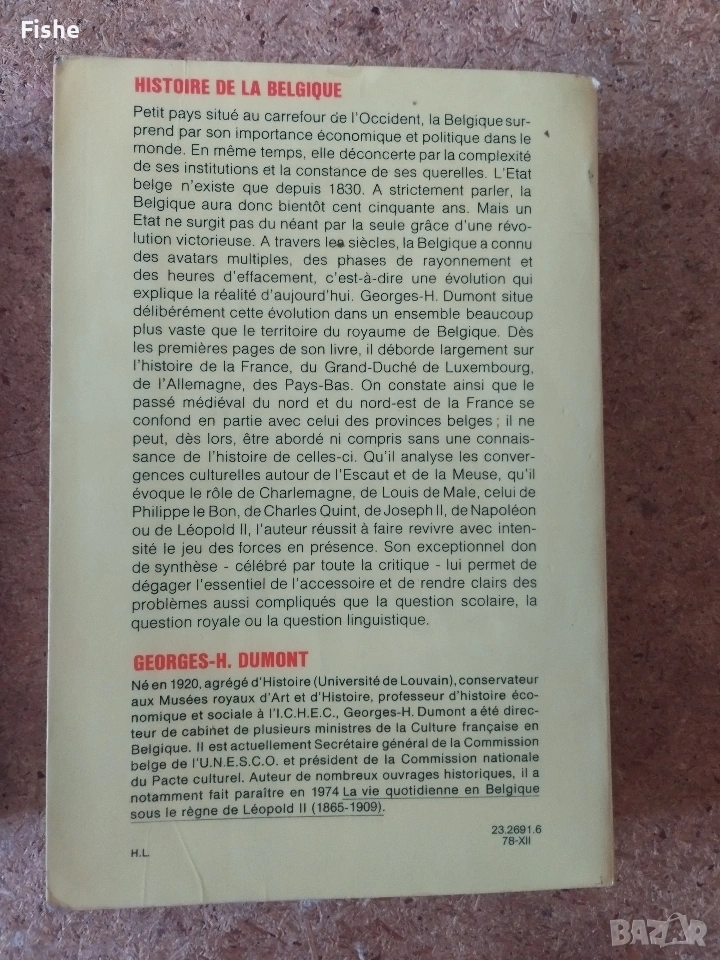 Fishe
HISTOIRE DE LA BELGIQUE
Petit pays situé au carrefour de l'Occident, la Belgique sur-
prend par son importance économique et politique dans le
monde. En même temps, elle déconcerte par la complexité
de ses institutions et la constance de ses querelles. L'Etat
belge n'existe que depuis 1830. A strictement parler, la
Belgique aura donc bientôt cent cinquante ans. Mais un
Etat ne surgit pas du néant par la seule grâce d'une révo-
lution victorieuse. A travers les siècles, la Belgique a connu
des avatars multiples, des phases de rayonnement et
des heures d'effacement, c'est-à-dire une évolution qui
explique la réalité d'aujourd'hui. Georges-H. Dumont situe
délibérément cette évolution dans un ensemble beaucoup
plus vaste que le territoire du royaume de Belgique. Dès
les premières pages de son livre, il déborde largement sur
l'histoire de la France, du Grand-Duché de Luxembourg,
de l'Allemagne, des Pays-Bas. On constate ainsi que le
passé médiéval du nord et du nord-est de la France se
confond en partie avec celui des provinces belges ; il ne
peut, dès lors, être abordé ni compris sans une connais-
sance de l'histoire de celles-ci. Qu'il analyse les conver-
gences culturelles autour de l'Escaut et de la Meuse, qu'il
évoque le rôle de Charlemagne, de Louis de Male, celui de
Philippe le Bon, de Charles Quint, de Joseph II, de Napoléon
ou de Léopold II, l'auteur réussit à faire revivre avec inten-
sité le jeu des forces en présence. Son exceptionnel don
de synthèse - célébré par toute la critique - lui permet de
dégager l'essentiel de l'accessoire et de rendre clairs des
problèmes aussi compliqués que la question scolaire, la
question royale ou la question linguistique.
GEORGES-H. DUMONT
Né en 1920, agrégé d'Histoire (Université de Louvain), conservateur
aux Musées royaux d'Art et d'Histoire, professeur d'histoire éco-
nomique et sociale à l'I.C.H.E.C., Georges-H. Dumont a été direc-
teur de cabinet de plusieurs ministres de la Culture française en
Belgique. Il est actuellement Secrétaire général de la Commission
belge de l'U.N.E.S.C.O. et président de la Commission nationale
du Pacte culturel. Auteur de nombreux ouvrages historiques, il a
notamment fait paraître en 1974 La vie quotidienne en Belgique
sous le règne de Léopold II (1865-1909).
23.2691.6
78-XII
H.L.
BAZAR